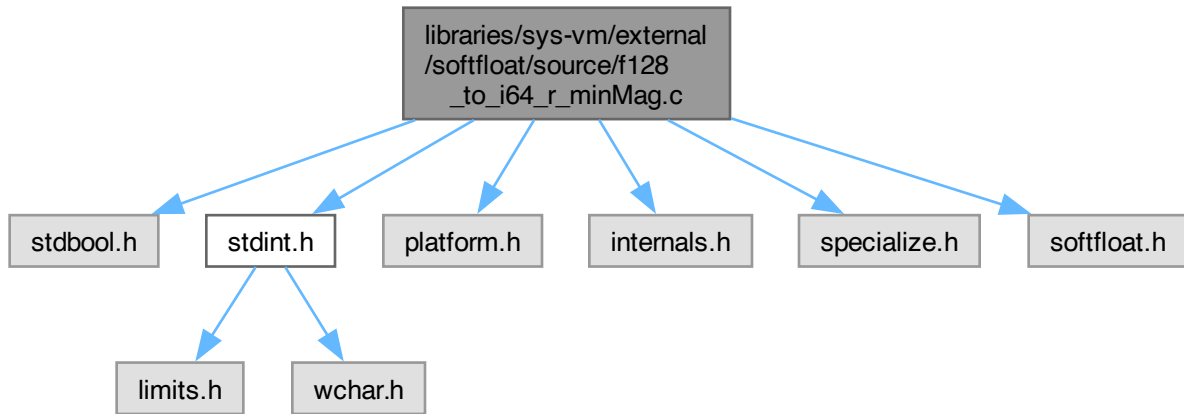 libraries/sys-vm/external
/softfloat/source/f128
_to_i64_r_minMag.c
stdbool.h
stdint.h
platform.h
internals.h
specialize.h
softfloat.h
limits.h
wchar.h